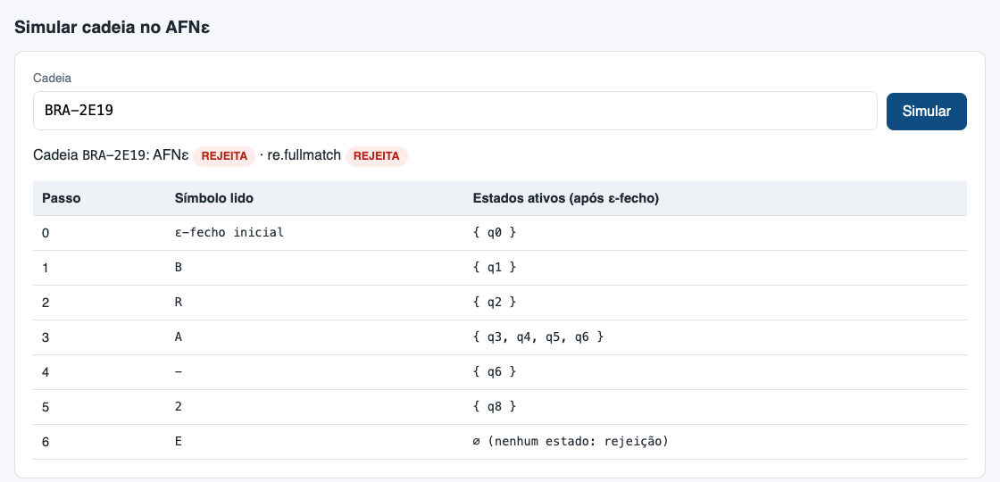 Simular cadeia no AFNε
Cadeia
BRA-2E19
Simular
Cadeia BRA-2E19: AFNε REJEITA · re.fullmatch REJEITA
Passo Símbolo lido Estados ativos (após ε-fecho)
0 ε-fecho inicial { q0 }
1 B { q1 }
2 R { q2 }
3 A { q3, q4, q5, q6 }
4 - { q6 }
5 2 { q8 }
6 E ∅ (nenhum estado: rejeição)